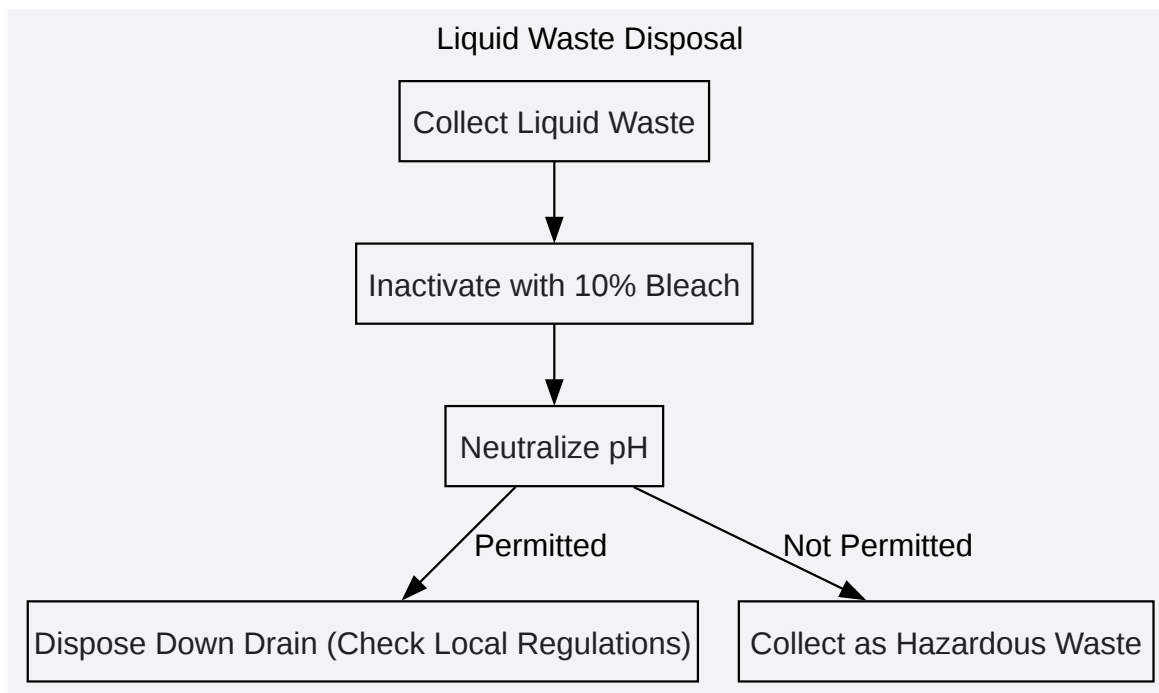 Liquid Waste Disposal
Collect Liquid Waste
Inactivate with 10% Bleach
Neutralize pH
Permitted
Not Permitted
Dispose Down Drain (Check Local Regulations)
Collect as Hazardous Waste